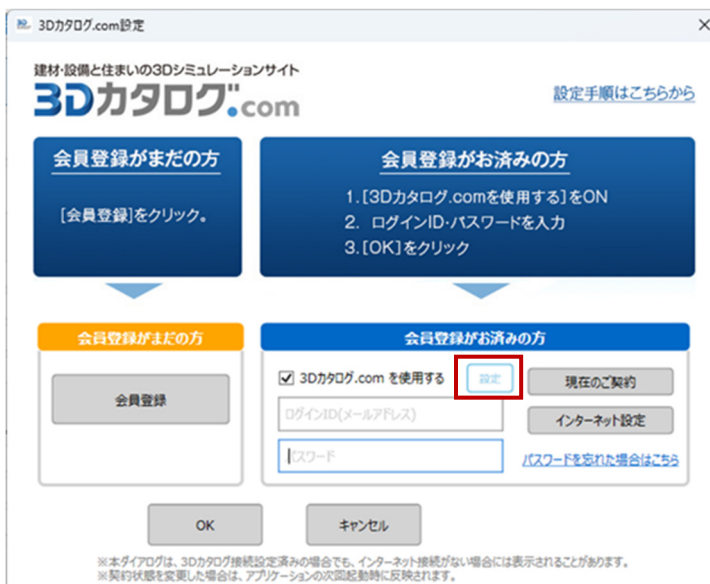 3Dカタログ.com設定
建材・設備と住まいの3Dシミュレーションサイト
3Dカタログ.com
設定手順はこちらから
会員登録がまだの方
[会員登録]をクリック。
会員登録がお済みの方
1.[3Dカタログ.comを使用する]をON
2. ログインID・パスワードを入力
3.[OK]をクリック
会員登録がまだの方
会員登録
会員登録がお済みの方
3Dカタログ.com を使用する
設定
現在のご契約
ログインID(メールアドレス)
インターネット設定
パスワード
パスワードを忘れた場合はこちら
OK
キャンセル
※本ダイアログは、3Dカタログ接続設定済みの場合でも、インターネット接続がない場合には表示されることがあります。
※契約状態を変更した場合は、アプリケーションの次回起動時に反映されます。